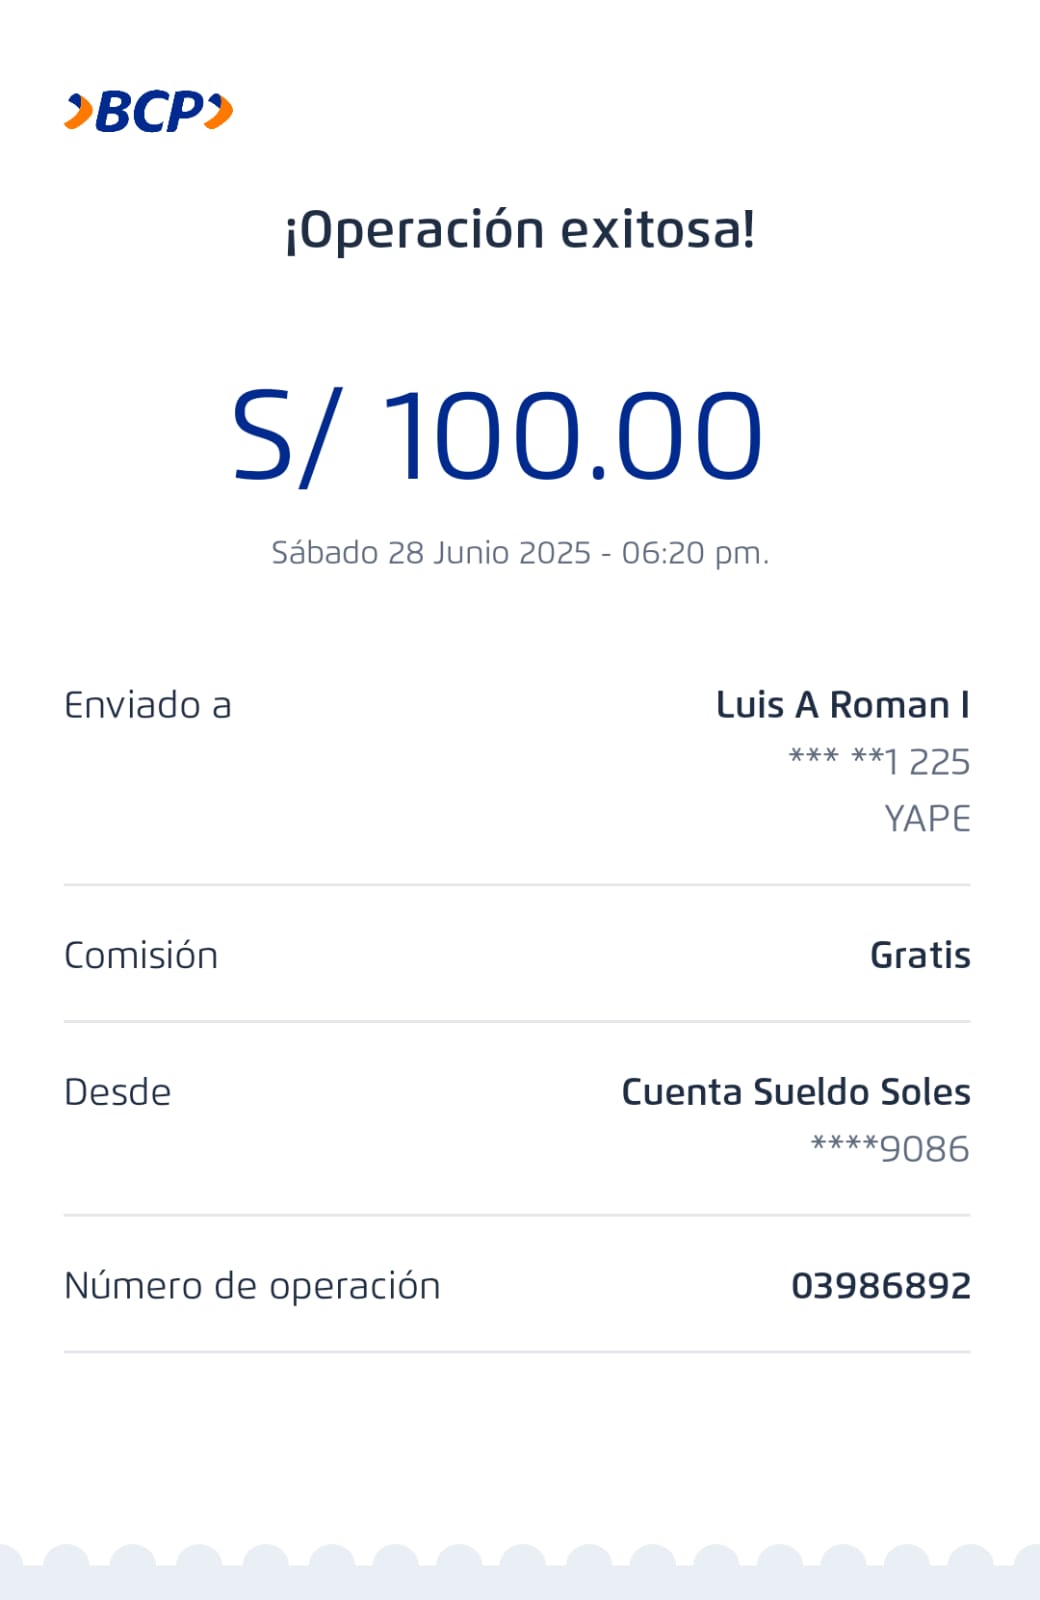 BCP
¡Operación exitosa!
S/ 100.00
Sábado 28 Junio 2025 - 06:20 pm.
Enviado a
Luis A Roman I
*** **1 225
YAPE
Comisión
Gratis
Desde
Cuenta Sueldo Soles
****9086
Número de operación
03986892